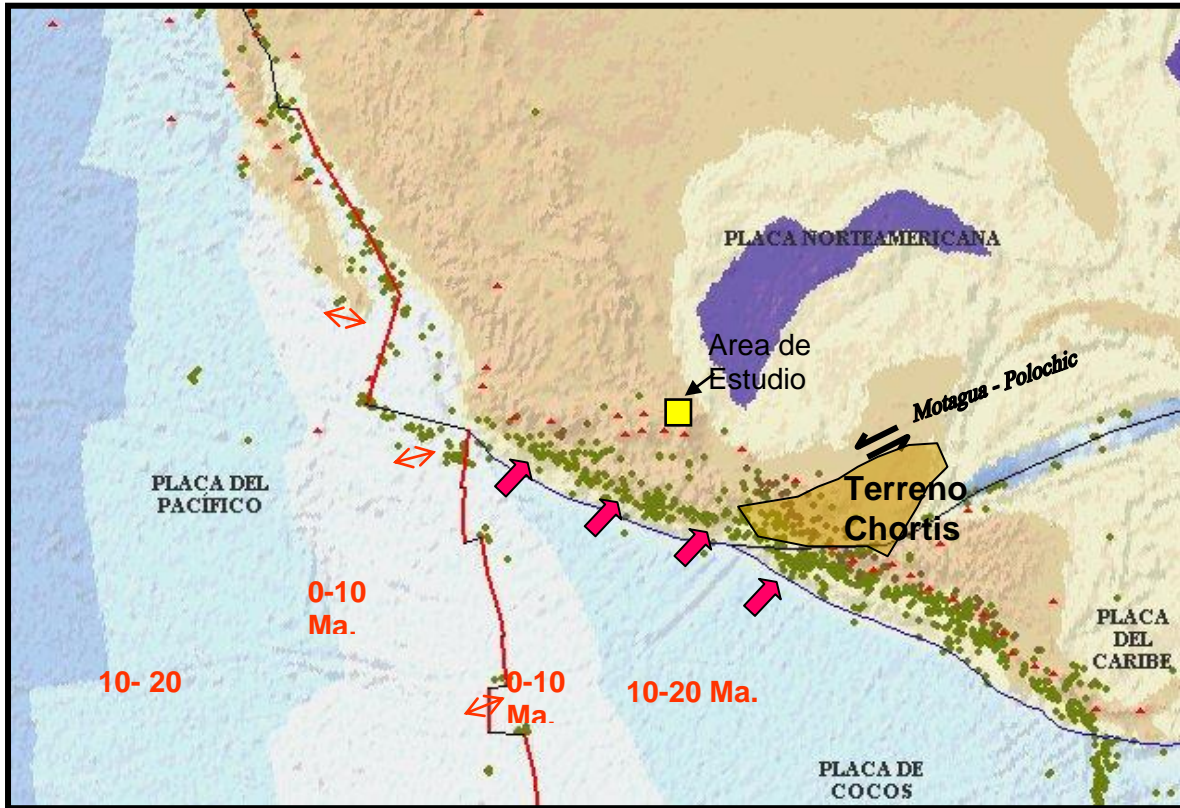 PLACA NORTEAMERICANA
Area de
Estudio
Motagua - Polochic
Terreno
Chortis
PLACA DEL
PACÍFICO
0-10
Ma.
10- 20
0-10
Ma.
10-20 Ma.
PLACA
DEL
CARIBE
PLACA DE
COCOS